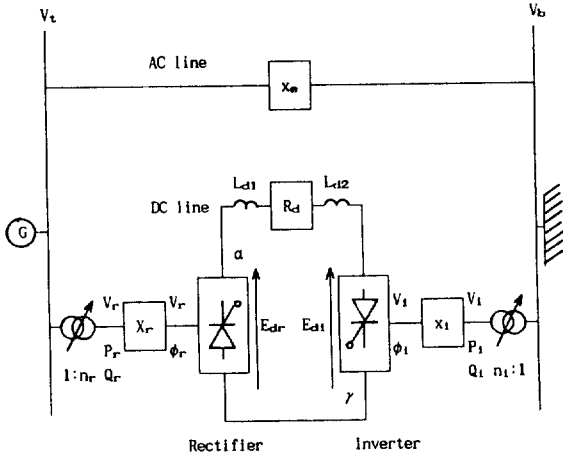 Vt
Vb
AC line
Xe
Ld1
Ld2
DC line
Rd
G
α
Vr
Vr
Edr
Edi
Vi
Vi
Xr
Xi
Pr
φr
φi
Pi
1:nr Qr
Qi ni:1
γ
Rectifier
Inverter